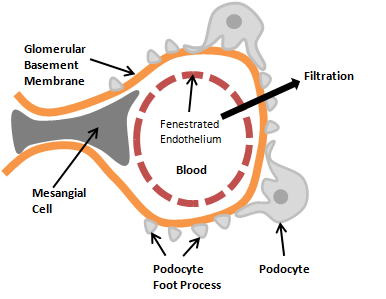 Glomerular
Basement
Membrane
Filtration
Fenestrated
Endothelium
Blood
Mesangial
Cell
Podocyte
Foot Process
Podocyte